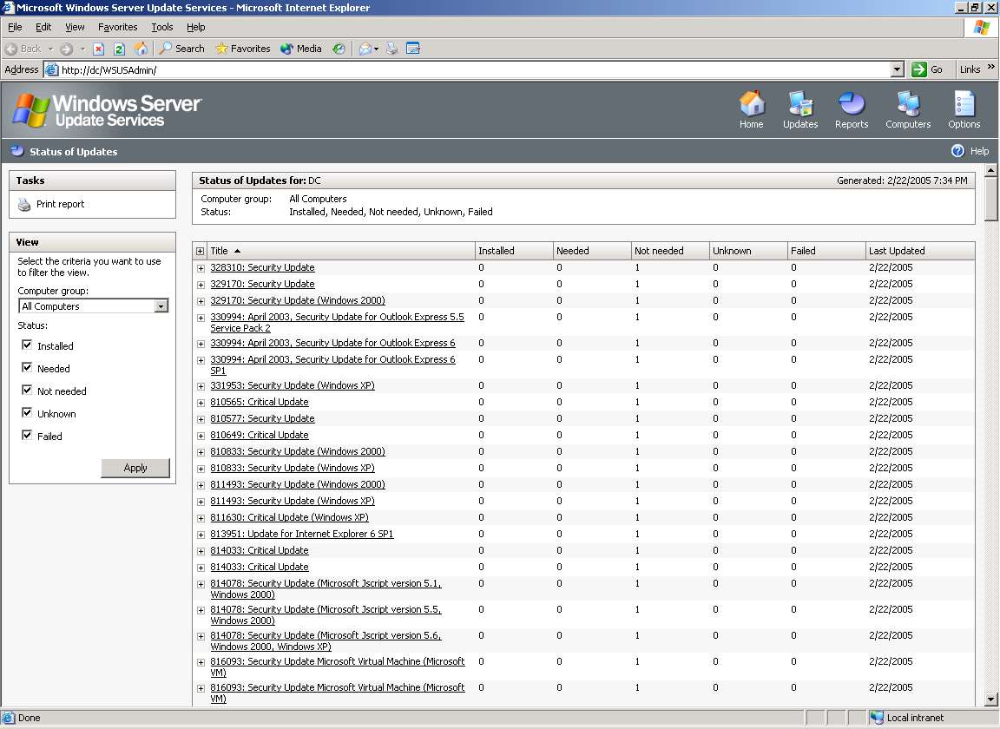 Microsoft Windows Server Update Services - Microsoft Internet Explorer
File Edit View Favorites Tools Help
Back Search Favorites Media
Address http://dc/WSUSAdmin/ Go Links »
Windows Server
Update Services
Home Updates Reports Computers Options
Status of Updates Help
Tasks
Print report
View
Select the criteria you want to use
to filter the view.
Computer group:
All Computers
Status:
Installed
Needed
Not needed
Unknown
Failed
Apply
Status of Updates for: DC Generated: 2/22/2005 7:34 PM
Computer group: All Computers
Status: Installed, Needed, Not needed, Unknown, Failed
Title Installed Needed Not needed Unknown Failed Last Updated
328310: Security Update 0 0 1 0 0 2/22/2005
329170: Security Update 0 0 1 0 0 2/22/2005
329170: Security Update (Windows 2000) 0 0 1 0 0 2/22/2005
330994: April 2003, Security Update for Outlook Express 5.5 0 0 1 0 0 2/22/2005
Service Pack 2
330994: April 2003, Security Update for Outlook Express 6 0 0 1 0 0 2/22/2005
330994: April 2003, Security Update for Outlook Express 6 0 0 1 0 0 2/22/2005
SP1
331953: Security Update (Windows XP) 0 0 1 0 0 2/22/2005
810565: Critical Update 0 0 1 0 0 2/22/2005
810577: Security Update 0 0 1 0 0 2/22/2005
810649: Critical Update 0 0 1 0 0 2/22/2005
810833: Security Update (Windows 2000) 0 0 1 0 0 2/22/2005
810833: Security Update (Windows XP) 0 0 1 0 0 2/22/2005
811493: Security Update (Windows 2000) 0 0 1 0 0 2/22/2005
811493: Security Update (Windows XP) 0 0 1 0 0 2/22/2005
811630: Critical Update (Windows XP) 0 0 1 0 0 2/22/2005
813951: Update for Internet Explorer 6 SP1 0 0 1 0 0 2/22/2005
814033: Critical Update 0 0 1 0 0 2/22/2005
814033: Critical Update 0 0 1 0 0 2/22/2005
814078: Security Update (Microsoft Jscript version 5.1, 0 0 1 0 0 2/22/2005
Windows 2000)
814078: Security Update (Microsoft Jscript version 5.5, 0 0 1 0 0 2/22/2005
Windows 2000)
814078: Security Update (Microsoft Jscript version 5.6, 0 0 1 0 0 2/22/2005
Windows 2000, Windows XP)
816093: Security Update Microsoft Virtual Machine (Microsoft 0 0 1 0 0 2/22/2005
VM)
816093: Security Update Microsoft Virtual Machine (Microsoft 0 0 1 0 0 2/22/2005
VM)
Done Local intranet